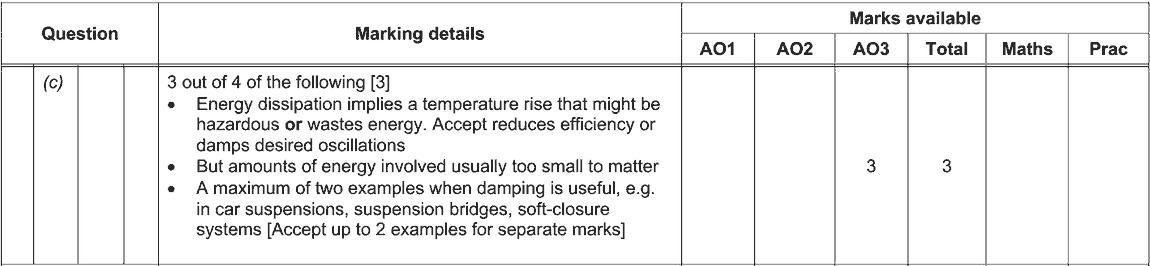 Question
Marking details
Marks available
AO1 AO2 AO3 Total Maths Prac
(c)
3 out of 4 of the following [3]
• Energy dissipation implies a temperature rise that might be
hazardous or wastes energy. Accept reduces efficiency or
damps desired oscillations
• But amounts of energy involved usually too small to matter
• A maximum of two examples when damping is useful, e.g.
in car suspensions, suspension bridges, soft-closure
systems [Accept up to 2 examples for separate marks]
3 3